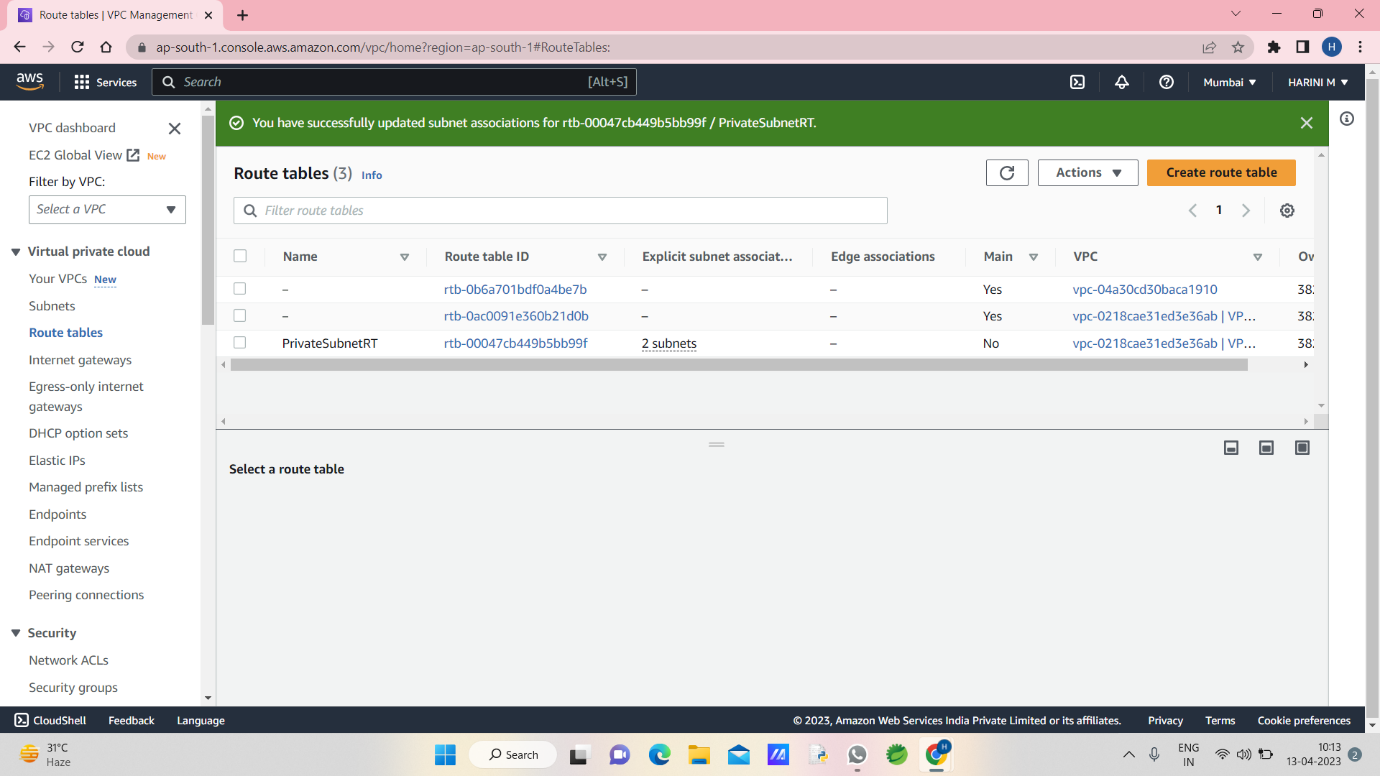 Route tables | VPC Management
ap-south-1.console.aws.amazon.com/vpc/home?region=ap-south-1#RouteTables:
H
aws
Services
Search
[Alt+S]
Mumbai
HARINI M
VPC dashboard
EC2 Global View New
Filter by VPC:
Select a VPC
Virtual private cloud
Your VPCs New
Subnets
Route tables
Internet gateways
Egress-only internet
gateways
DHCP option sets
Elastic IPs
Managed prefix lists
Endpoints
Endpoint services
NAT gateways
Peering connections
Security
Network ACLs
Security groups
You have successfully updated subnet associations for rtb-00047cb449b5bb99f / PrivateSubnetRT.
Route tables (3) Info
Actions
Create route table
Filter route tables
1
Name Route table ID Explicit subnet associat... Edge associations Main VPC Ow
– rtb-0b6a701bdf0a4be7b – – Yes vpc-04a30cd30baca1910 38
– rtb-0ac0091e360b21d0b – – Yes vpc-0218cae31ed3e36ab | VP... 38
PrivateSubnetRT rtb-00047cb449b5bb99f 2 subnets – No vpc-0218cae31ed3e36ab | VP... 38
Select a route table
CloudShell Feedback Language © 2023, Amazon Web Services India Private Limited or its affiliates. Privacy Terms Cookie preferences
31°C
Haze
Search
H
ENG
IN
10:13
13-04-2023
2